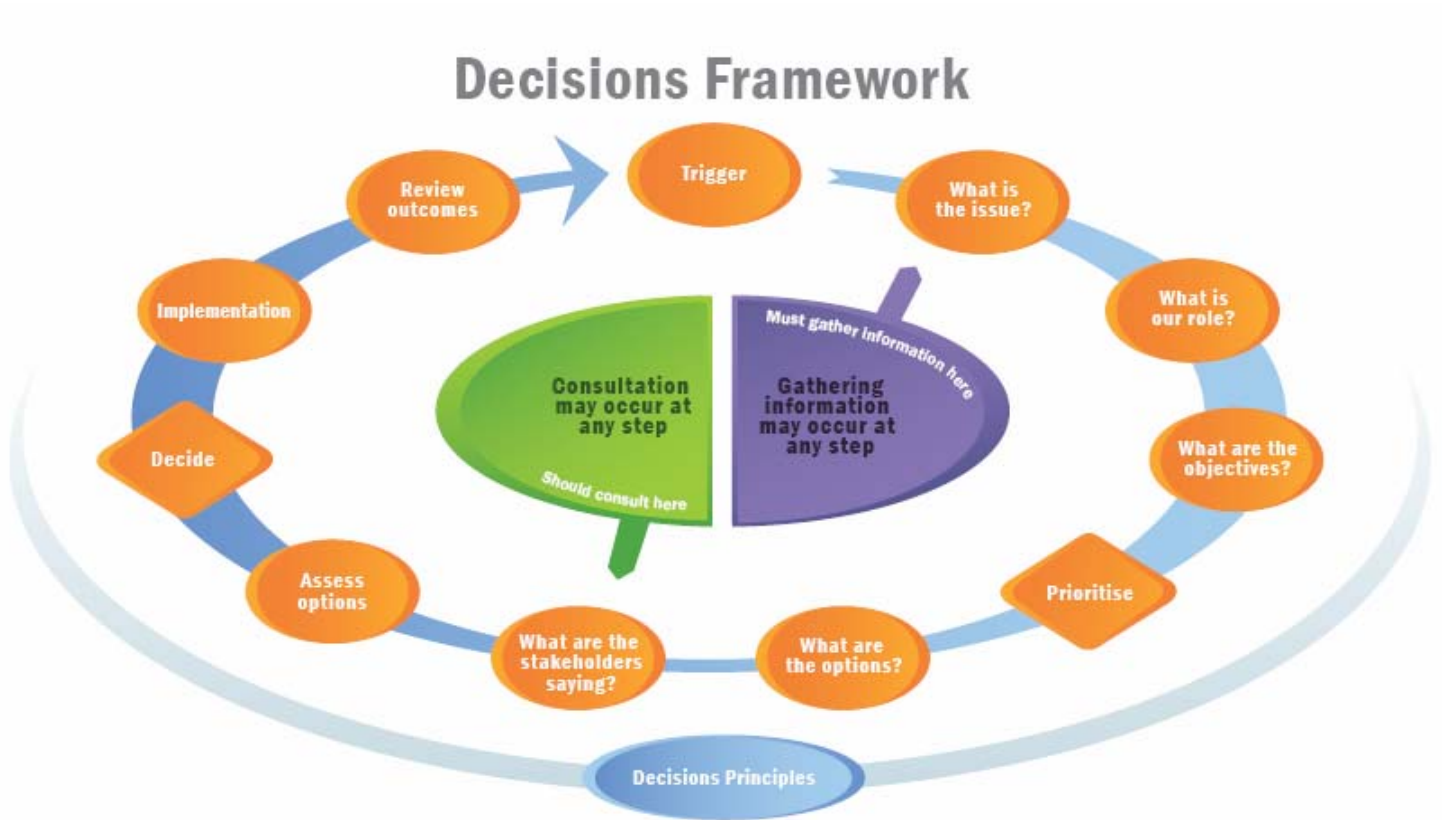 Decisions Framework
Trigger
What is
the issue?
What is
our role?
What are the
objectives?
Prioritise
What are
the options?
What are the
stakeholders
saying?
Assess
options
Decide
Implementation
Review
outcomes
Consultation
may occur at
any step
Should consult here
Must gather information here
Gathering
information
may occur at
any step
Decisions Principles